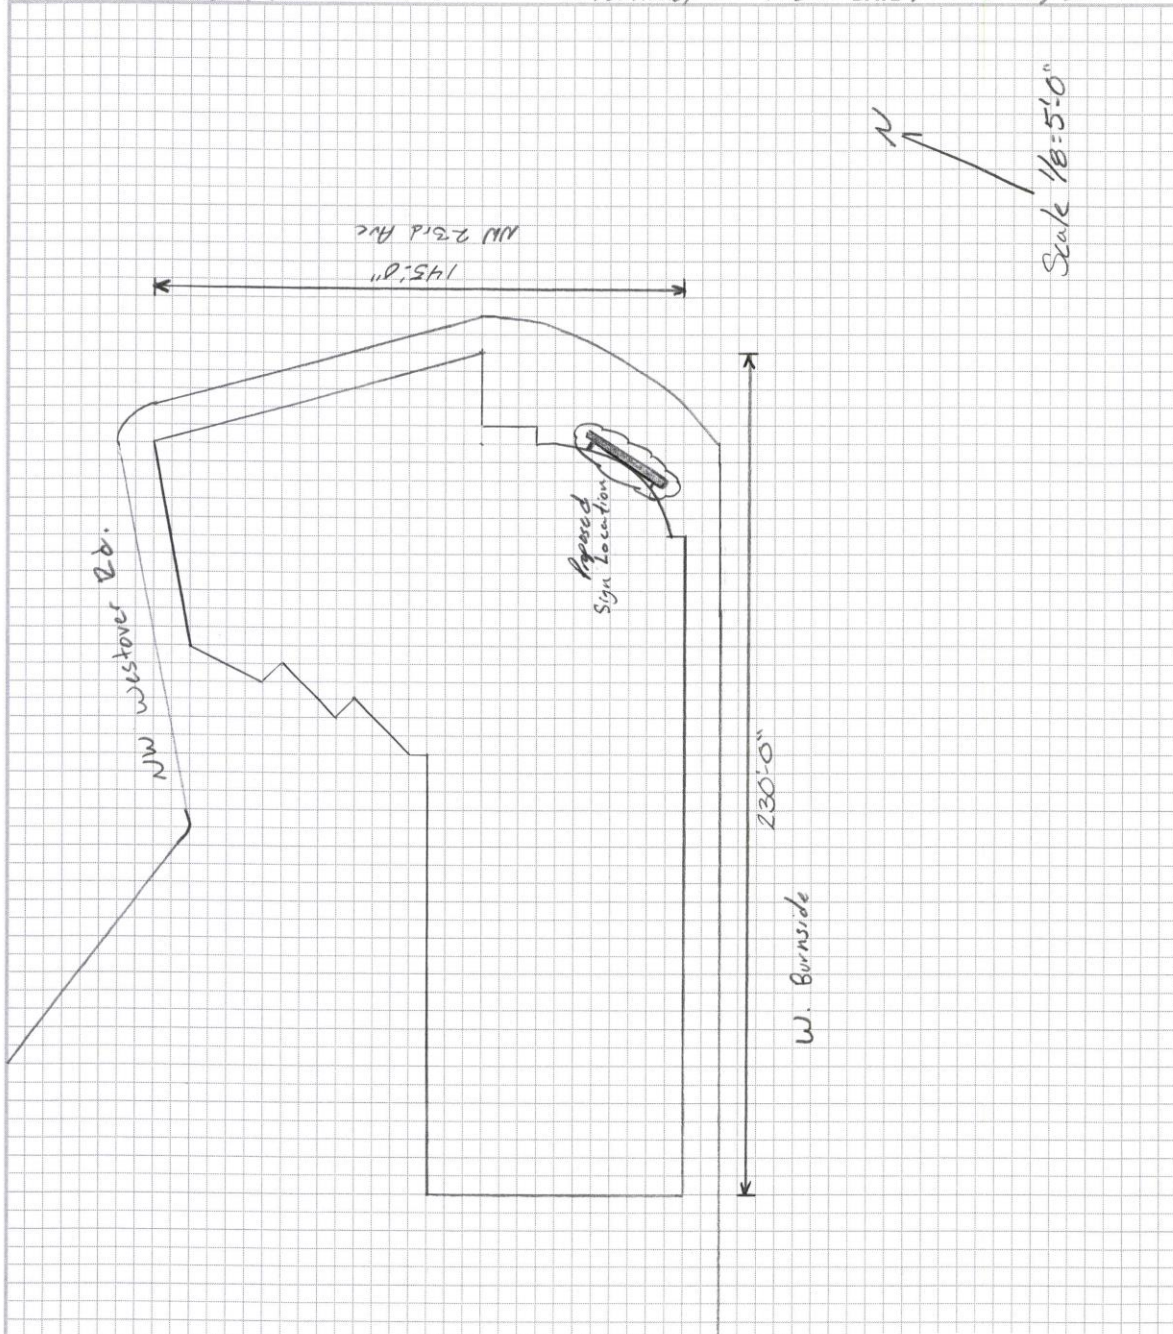 N
Scale 1/8=5'-0"
NW 23rd Ave
145'-0"
Proposed
Sign Location
NW Westover Rd.
230'-0"
W. Burnside